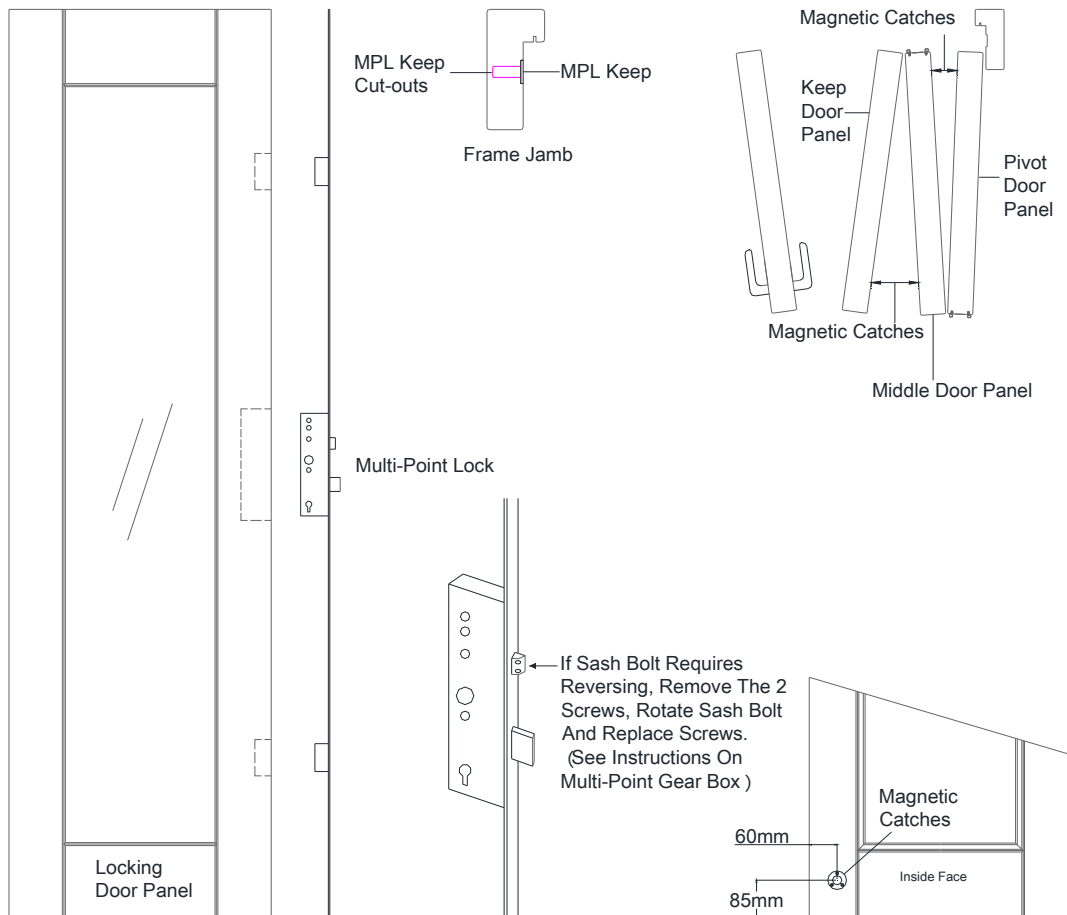 MPL Keep
Cut-outs
MPL Keep
Frame Jamb
Magnetic Catches
Keep
Door
Panel
Pivot
Door
Panel
Magnetic Catches
Middle Door Panel
Multi-Point Lock
If Sash Bolt Requires
Reversing, Remove The 2
Screws, Rotate Sash Bolt
And Replace Screws.
(See Instructions On
Multi-Point Gear Box )
Locking
Door Panel
Magnetic
Catches
60mm
Inside Face
85mm